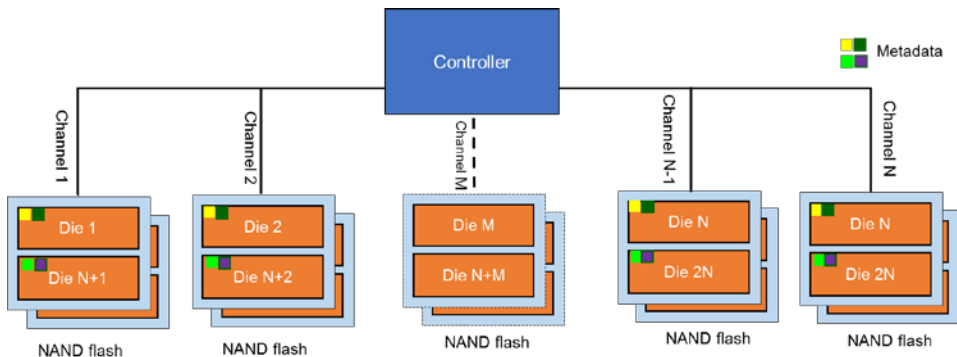 Controller
Metadata
Channel 1
Channel 2
Channel M
Channel N-1
Channel N
Die 1
Die N+1
NAND flash
Die 2
Die N+2
NAND flash
Die M
Die N+M
NAND flash
Die N
Die 2N
NAND flash
Die N
Die 2N
NAND flash